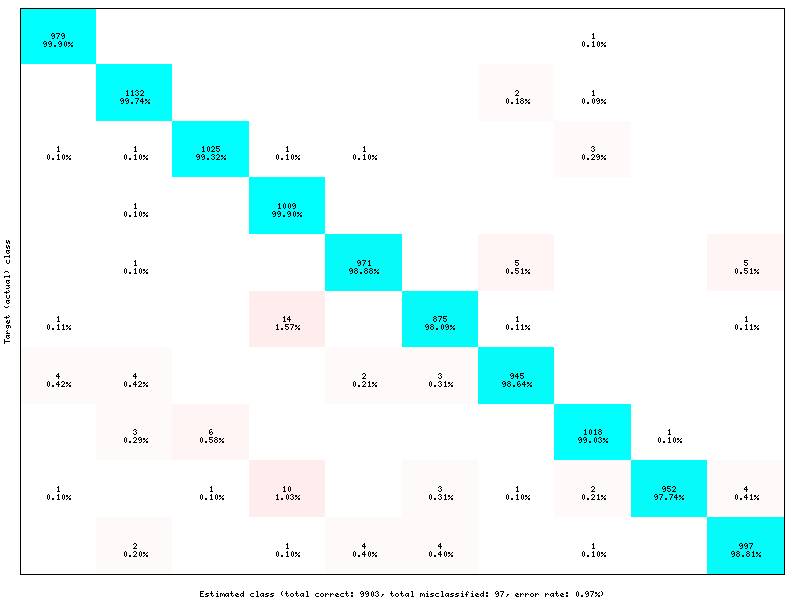 979 1
99.90% 0.10%
1132 2 1
99.74% 0.18% 0.09%
1 1 1025 1 1 3
0.10% 0.10% 99.32% 0.10% 0.10% 0.29%
1 1009
0.10% 99.90%
1 971 5 5
0.10% 98.88% 0.51% 0.51%
1 14 875 1 1
0.11% 1.57% 98.09% 0.11% 0.11%
4 4 2 3 945
0.42% 0.42% 0.21% 0.31% 98.64%
3 6 1018 1
0.29% 0.58% 99.03% 0.10%
1 1 10 3 1 2 952 4
0.10% 0.10% 1.03% 0.31% 0.10% 0.21% 97.74% 0.41%
2 1 4 4 1 997
0.20% 0.10% 0.40% 0.40% 0.10% 98.81%
Target (actual) class
Estimated class (total correct: 9903, total misclassified: 97, error rate: 0.97%)